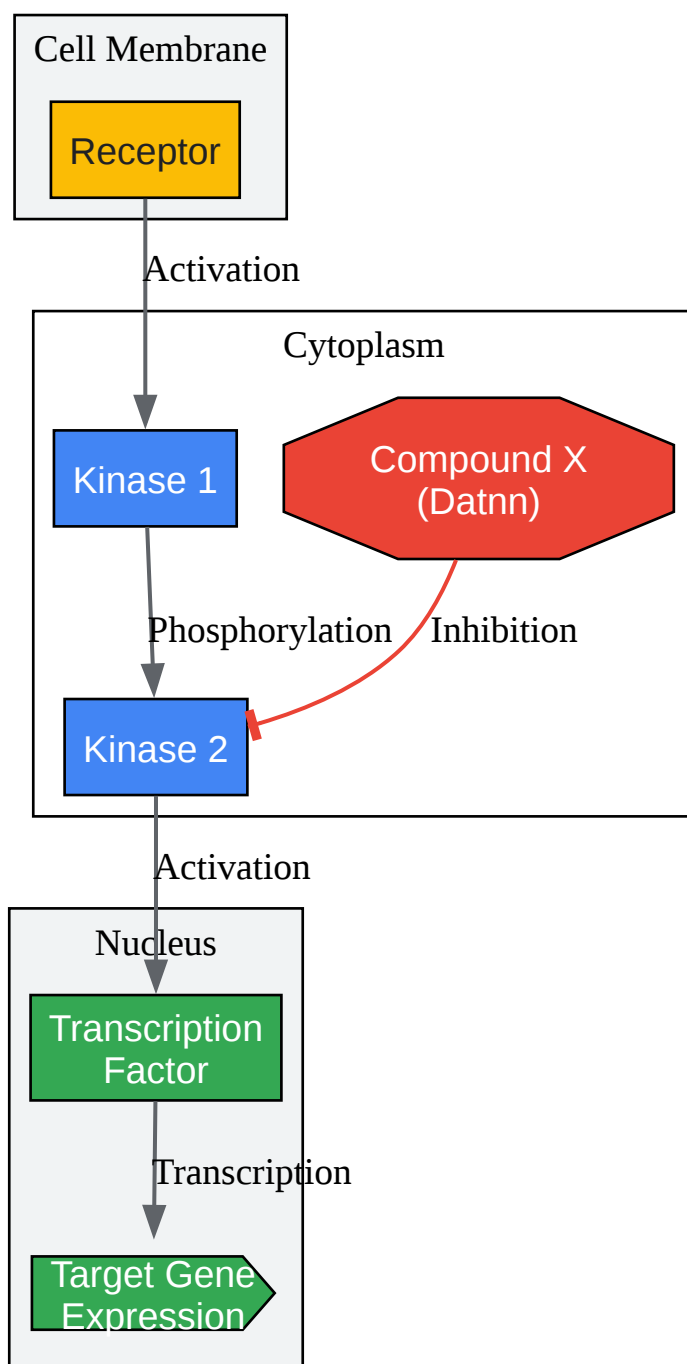 Cell Membrane
Receptor
Activation
Cytoplasm
Kinase 1
Compound X
(Datnn)
Phosphorylation
Inhibition
Kinase 2
Activation
Nucleus
Transcription
Factor
Transcription
Target Gene
Expression